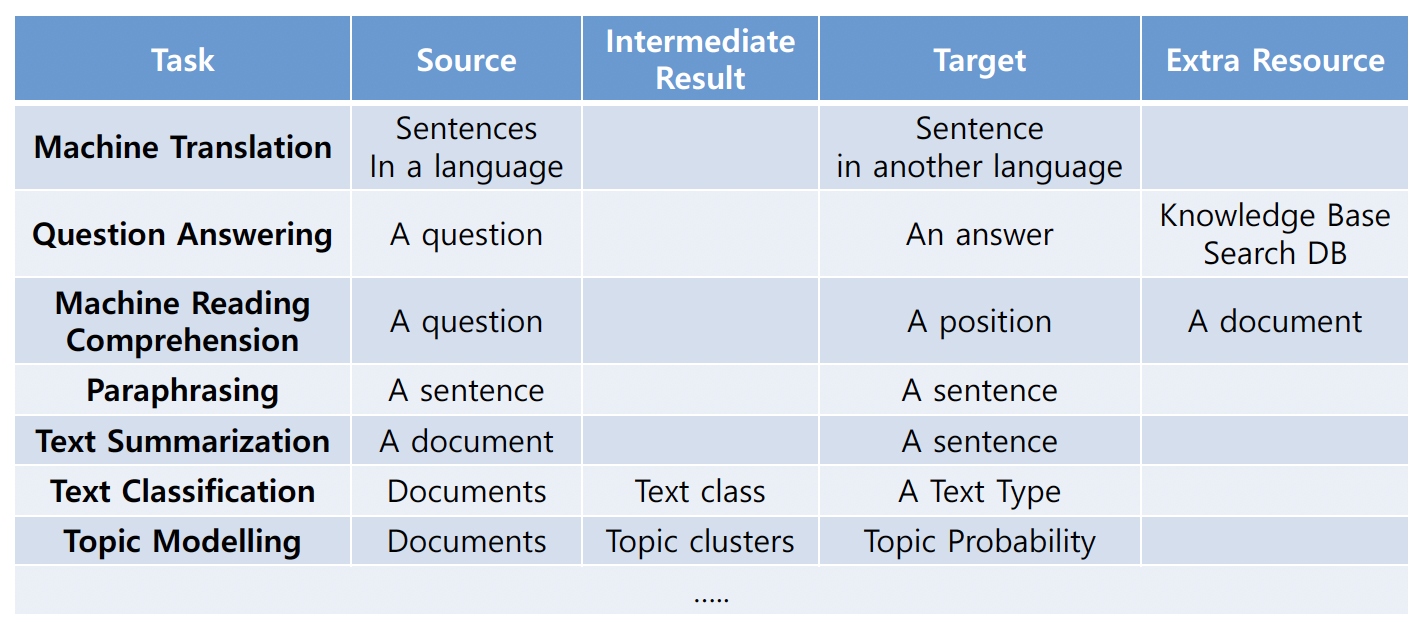 Task Source Intermediate Result Target Extra Resource
Machine Translation Sentences In a language Sentence in another language
Question Answering A question An answer Knowledge Base Search DB
Machine Reading Comprehension A question A position A document
Paraphrasing A sentence A sentence
Text Summarization A document A sentence
Text Classification Documents Text class A Text Type
Topic Modelling Documents Topic clusters Topic Probability
.....